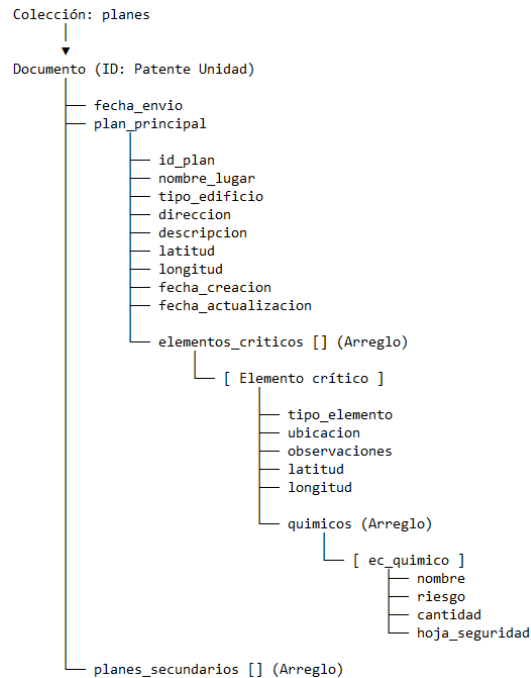 Colección: planes
Documento (ID: Patente Unidad)
fecha_envio
plan_principal
id_plan
nombre_lugar
tipo_edificio
direccion
descripcion
latitud
longitud
fecha_creacion
fecha_actualizacion
elementos_criticos [] (Arreglo)
[ Elemento crítico ]
tipo_elemento
ubicacion
observaciones
latitud
longitud
quimicos (Arreglo)
[ ec_quimico ]
nombre
riesgo
cantidad
hoja_seguridad
planes_secundarios [] (Arreglo)